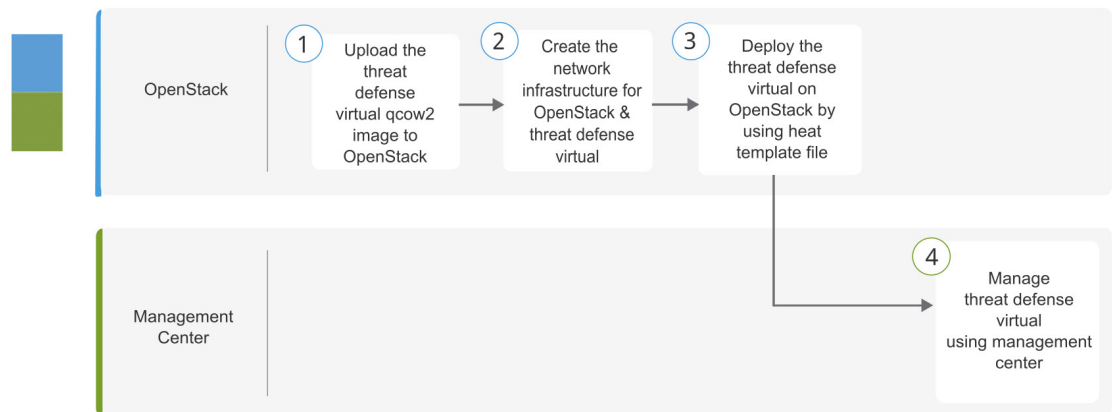 OpenStack
1
Upload the
threat
defense
virtual qcow2
image to
OpenStack
2
Create the
network
infrastructure for
OpenStack &
threat defense
virtual
3
Deploy the
threat defense
virtual on
OpenStack by
using heat
template file
Management
Center
4
Manage
threat defense
virtual
using management
center